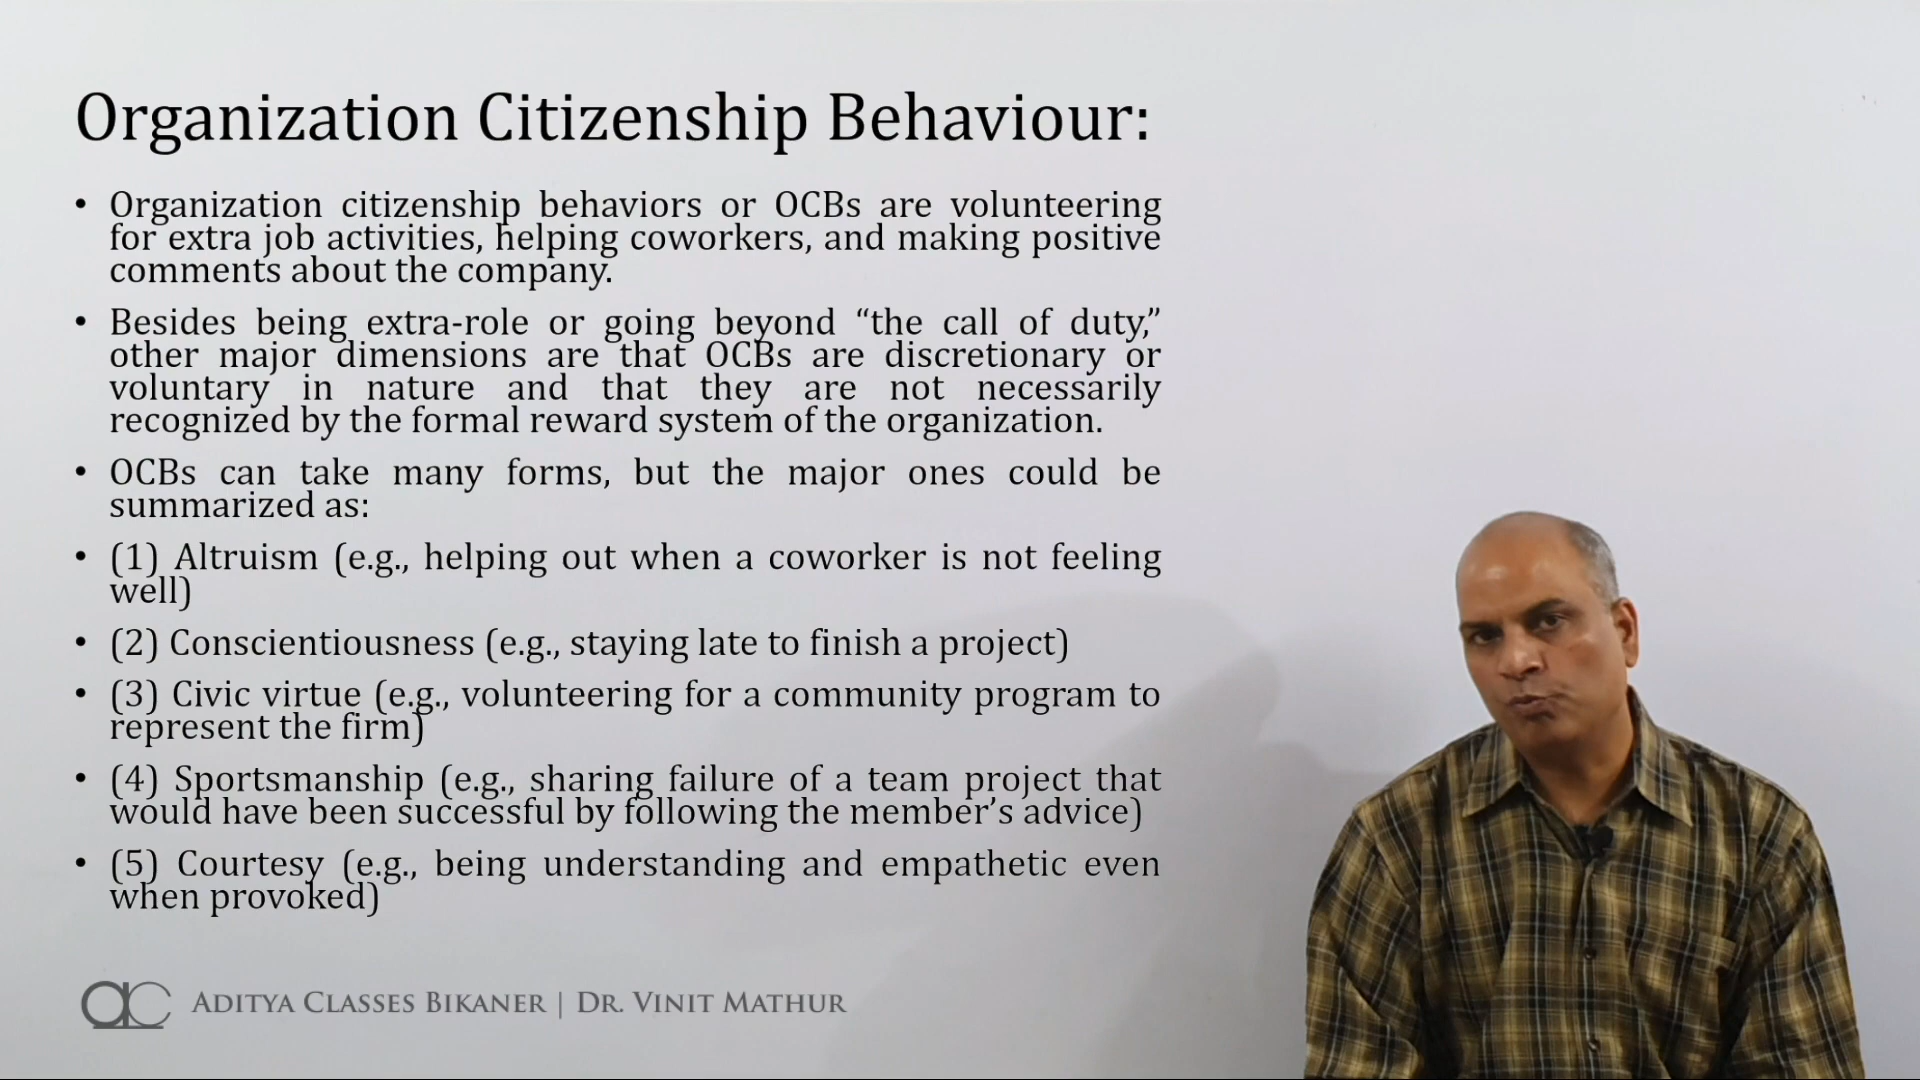 Organization Citizenship Behaviour:
• Organization citizenship behaviors or OCBs are volunteering
for extra job activities, helping coworkers, and making positive
comments about the company.
• Besides being extra-role or going beyond “the call of duty,”
other major dimensions are that OCBs are discretionary or
voluntary in nature and that they are not necessarily
recognized by the formal reward system of the organization.
• OCBs can take many forms, but the major ones could be
summarized as:
• (1) Altruism (e.g., helping out when a coworker is not feeling
well)
• (2) Conscientiousness (e.g., staying late to finish a project)
• (3) Civic virtue (e.g., volunteering for a community program to
represent the firm)
• (4) Sportsmanship (e.g., sharing failure of a team project that
would have been successful by following the member’s advice)
• (5) Courtesy (e.g., being understanding and empathetic even
when provoked)
ac ADITYA CLASSES BIKANER | DR. VINIT MATHUR